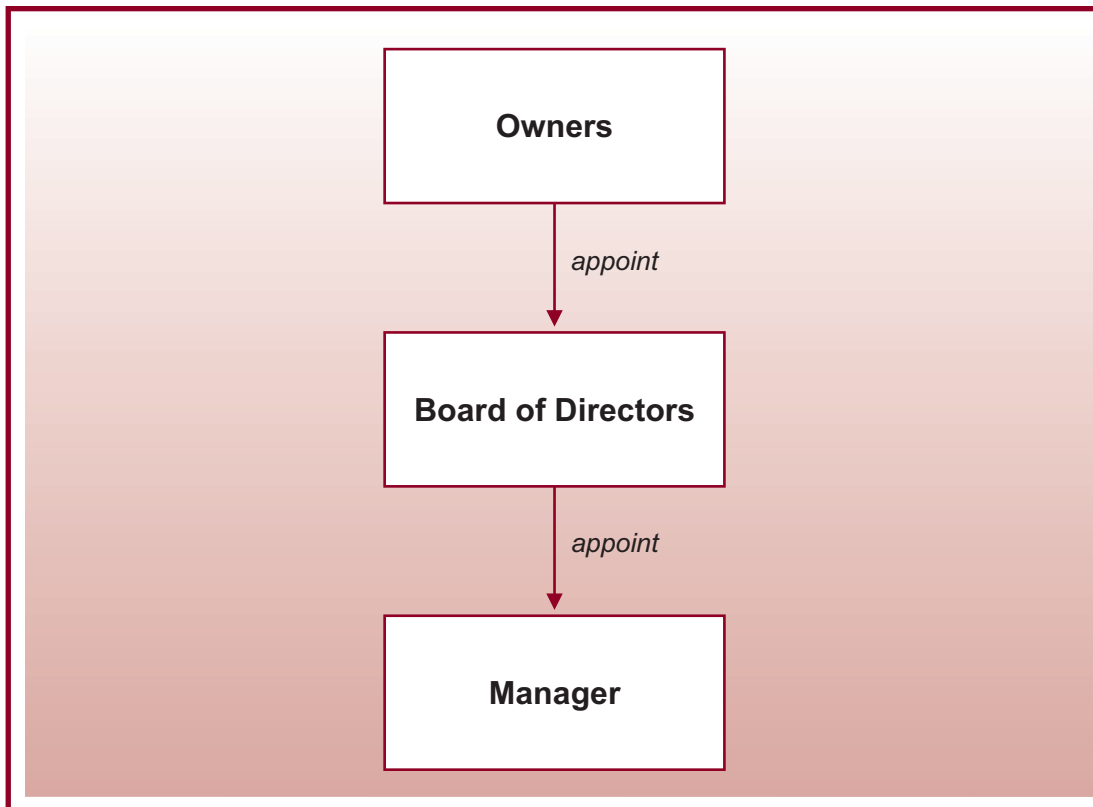 Owners
appoint
Board of Directors
appoint
Manager